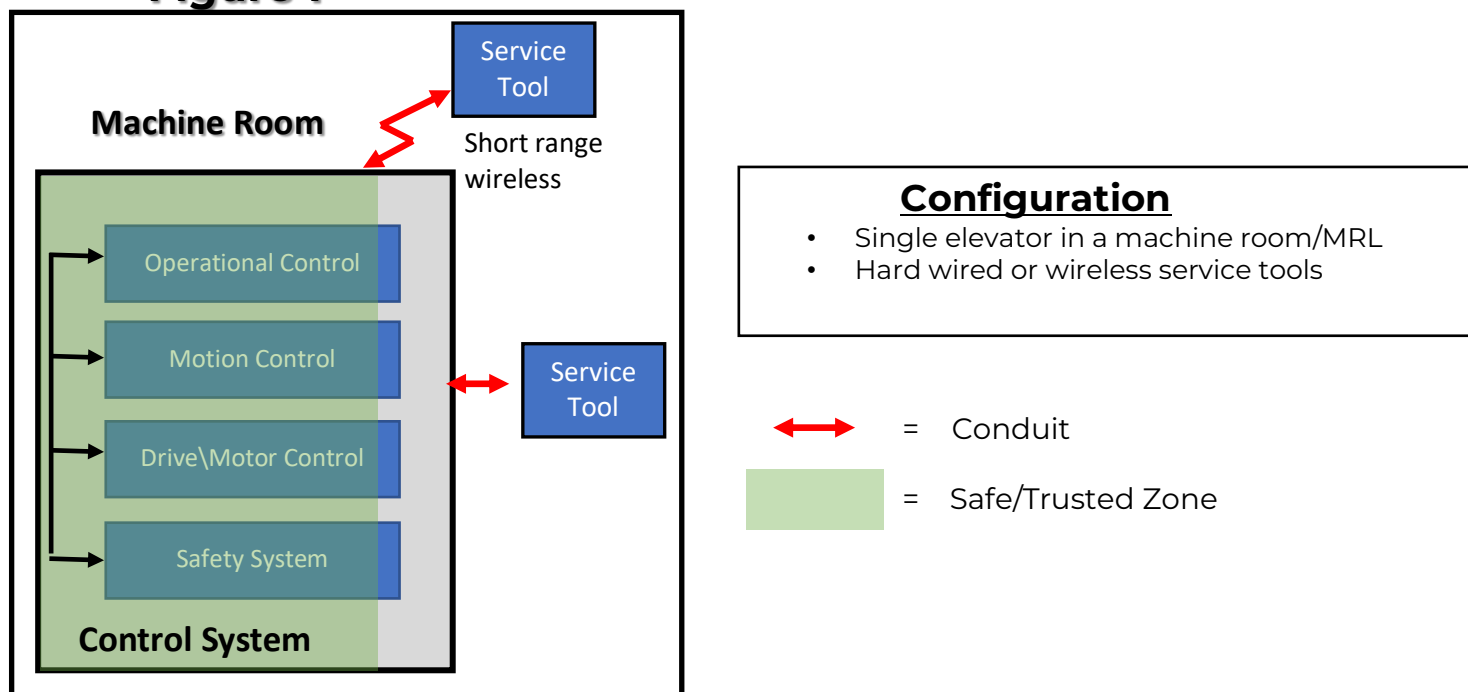 Service
Tool
Machine Room
Short range
wireless
Operational Control
Motion Control
Drive\Motor Control
Safety System
Control System
Service
Tool
Configuration
• Single elevator in a machine room/MRL
• Hard wired or wireless service tools
= Conduit
= Safe/Trusted Zone